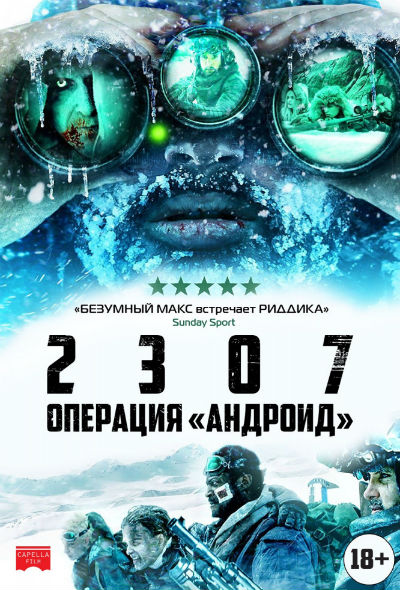 «БЕЗУМНЫЙ МАКС встречает РИДДИКА»
Sunday Sport
2307
ОПЕРАЦИЯ «АНДРОИД»
CAPELLA
FILM
18+